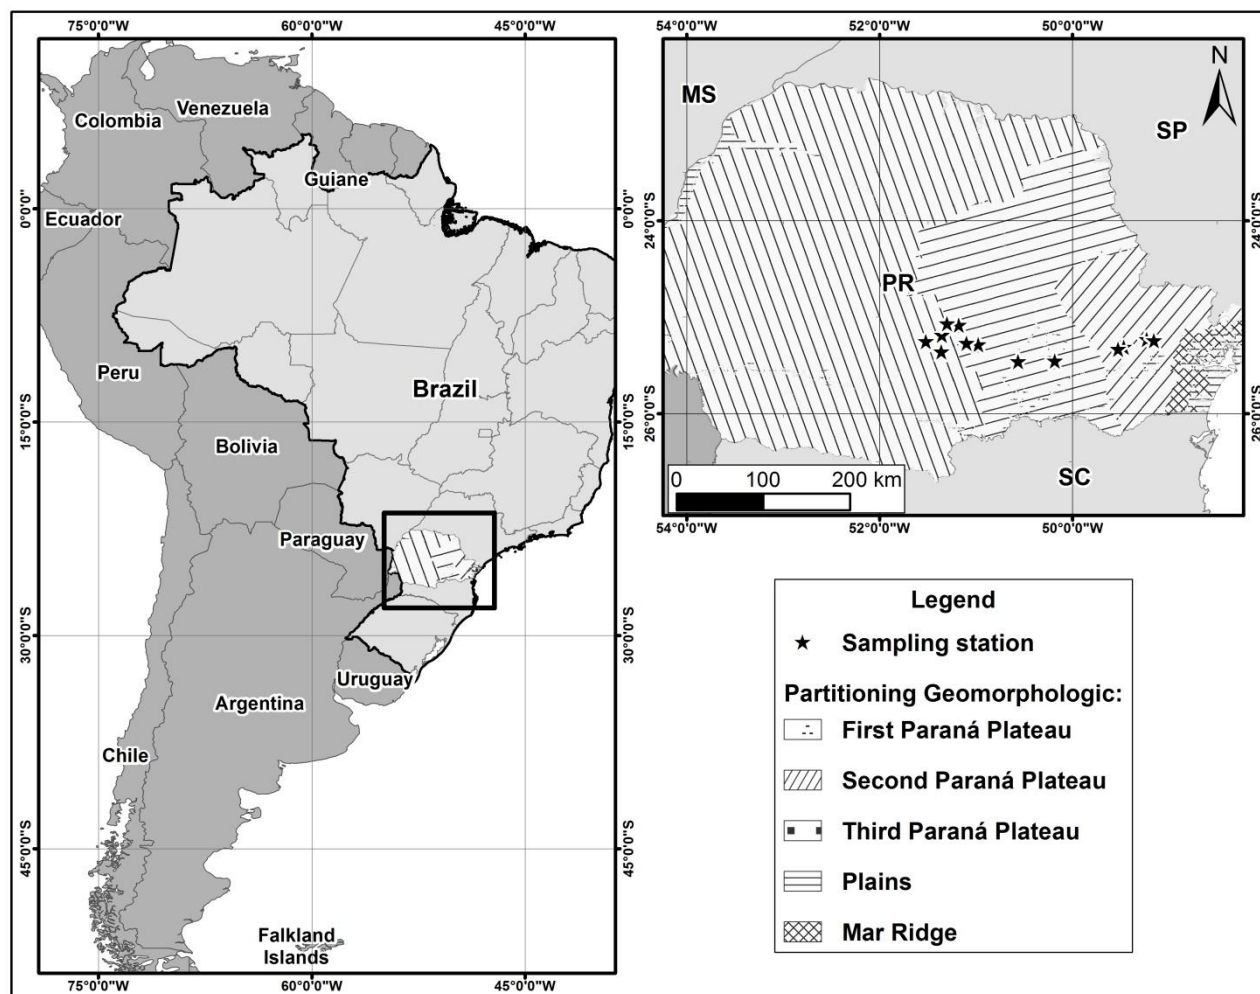 75°0'0"W 60°0'0"W 45°0'0"W
54°0'0"W 52°0'0"W 50°0'0"W
N
MS
SP
Venezuela
Colombia
Guiane
0°0'0"
0°0'0"
Ecuador
24°0'0"S
24°0'0"S
PR
Peru
Brazil
15°0'0"S
15°0'0"S
Bolivia
26°0'0"S
26°0'0"S
SC
0 100 200 km
54°0'0"W 52°0'0"W 50°0'0"W
Paraguay
30°0'0"S
30°0'0"S
Uruguay
Argentina
Chile
45°0'0"S
45°0'0"S
Falkland
Islands
75°0'0"W 60°0'0"W 45°0'0"W
Legend
Sampling station
Partitioning Geomorphologic:
First Paraná Plateau
Second Paraná Plateau
Third Paraná Plateau
Plains
Mar Ridge